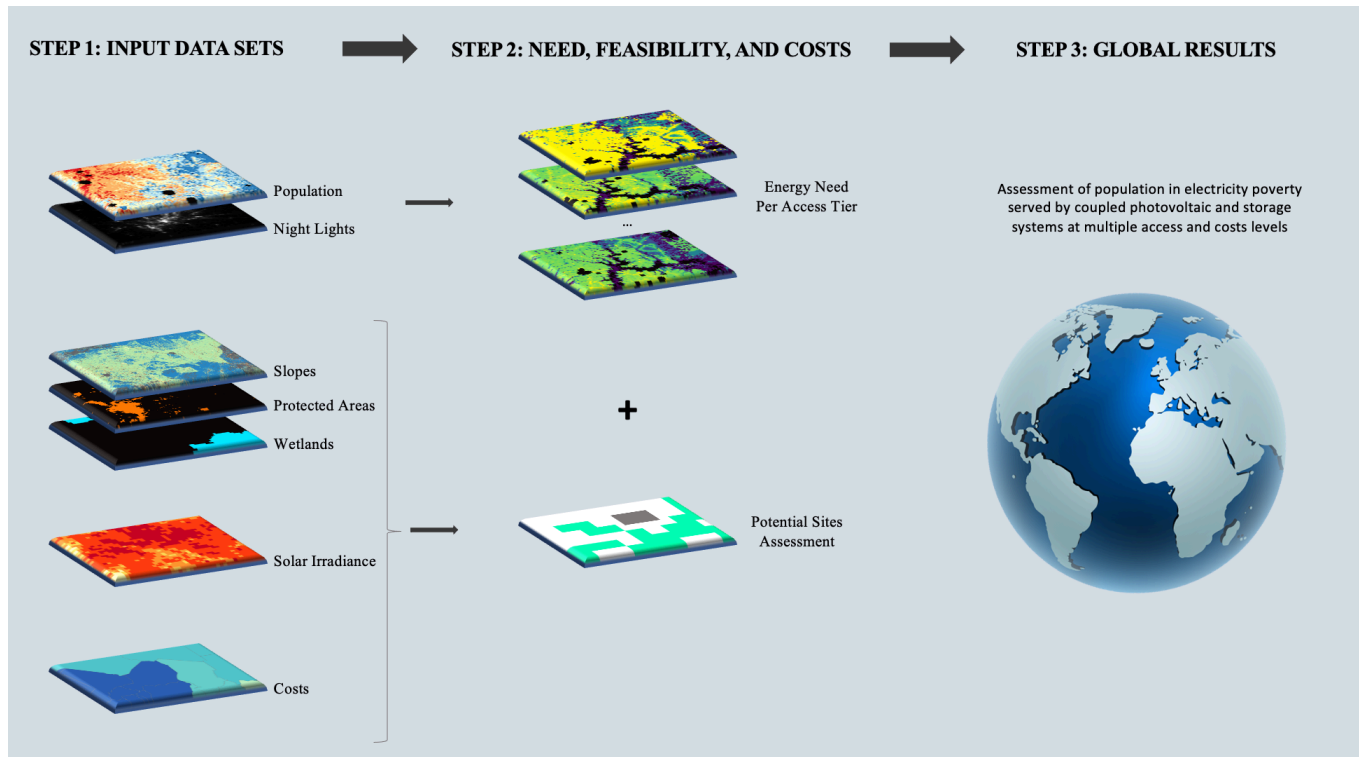 STEP 1: INPUT DATA SETS
STEP 2: NEED, FEASIBILITY, AND COSTS
STEP 3: GLOBAL RESULTS
Population
Night Lights
Energy Need
Per Access Tier
...
Assessment of population in electricity poverty
served by coupled photovoltaic and storage
systems at multiple access and costs levels
Slopes
Protected Areas
Wetlands
+
Solar Irradiance
Potential Sites
Assessment
Costs